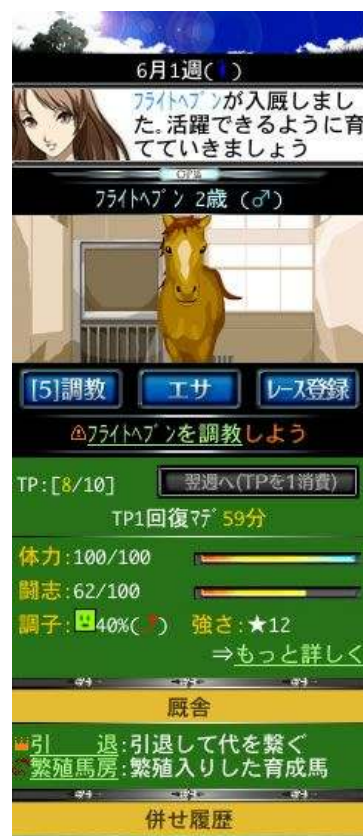 6月1週( )
フライトヘブンが入厩しまし
た。活躍できるように育
てていきましょう
フライトヘブン 2歳 (♂)
[5]調教
エサ
レース登録
⚠フライトヘブンを調教しよう
TP:[8/10]
翌週へ(TPを1消費)
TP1回復マデ59分
体力:100/100
闘志:62/100
調子:40%( ) 強さ:★12
⇒もっと詳しく
厩舎
引 退:引退して代を繋ぐ
繁殖馬房:繁殖入りした育成馬
併せ履歴